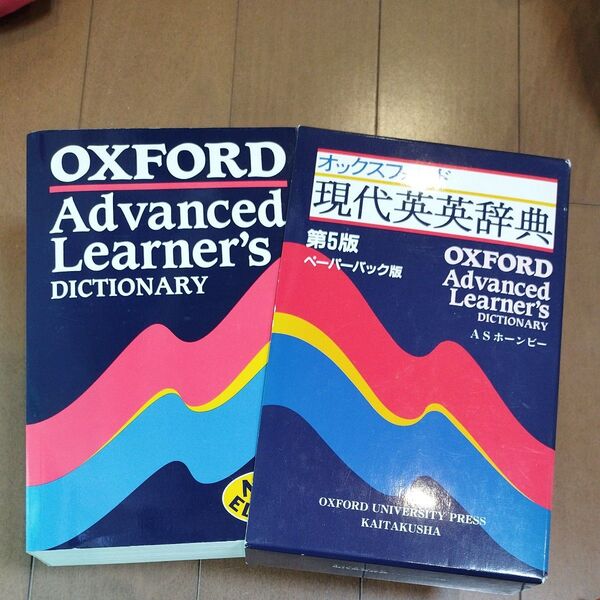 OXFORD
Advanced
Learner's
DICTIONARY
オックスフォード
現代英英辞典
第5版
ペーパーバック版
OXFORD
Advanced
Learner's
DICTIONARY
A S ホーンビー
OXFORD UNIVERSITY PRESS
KAITAKUSHA